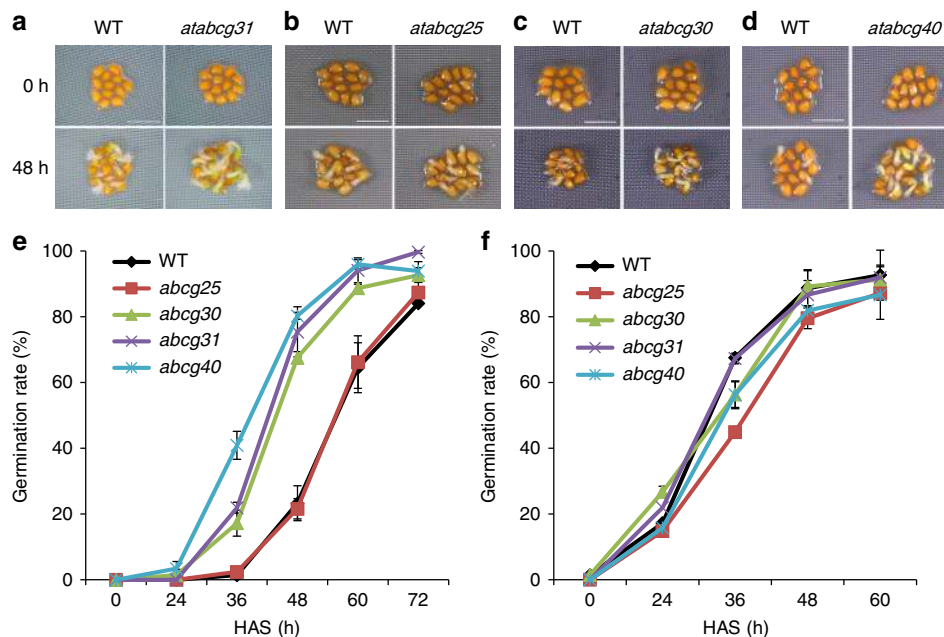 a WT atabcg31 b WT atabcg25 c WT atabcg30 d WT atabcg40
0 h
48 h
e
100
80
60
40
20
0
Germination rate (%)
WT
abcg25
abcg30
abcg31
abcg40
0 24 36 48 60 72
HAS (h)
f
100
80
60
40
20
0
Germination rate (%)
WT
abcg25
abcg30
abcg31
abcg40
0 24 36 48 60
HAS (h)